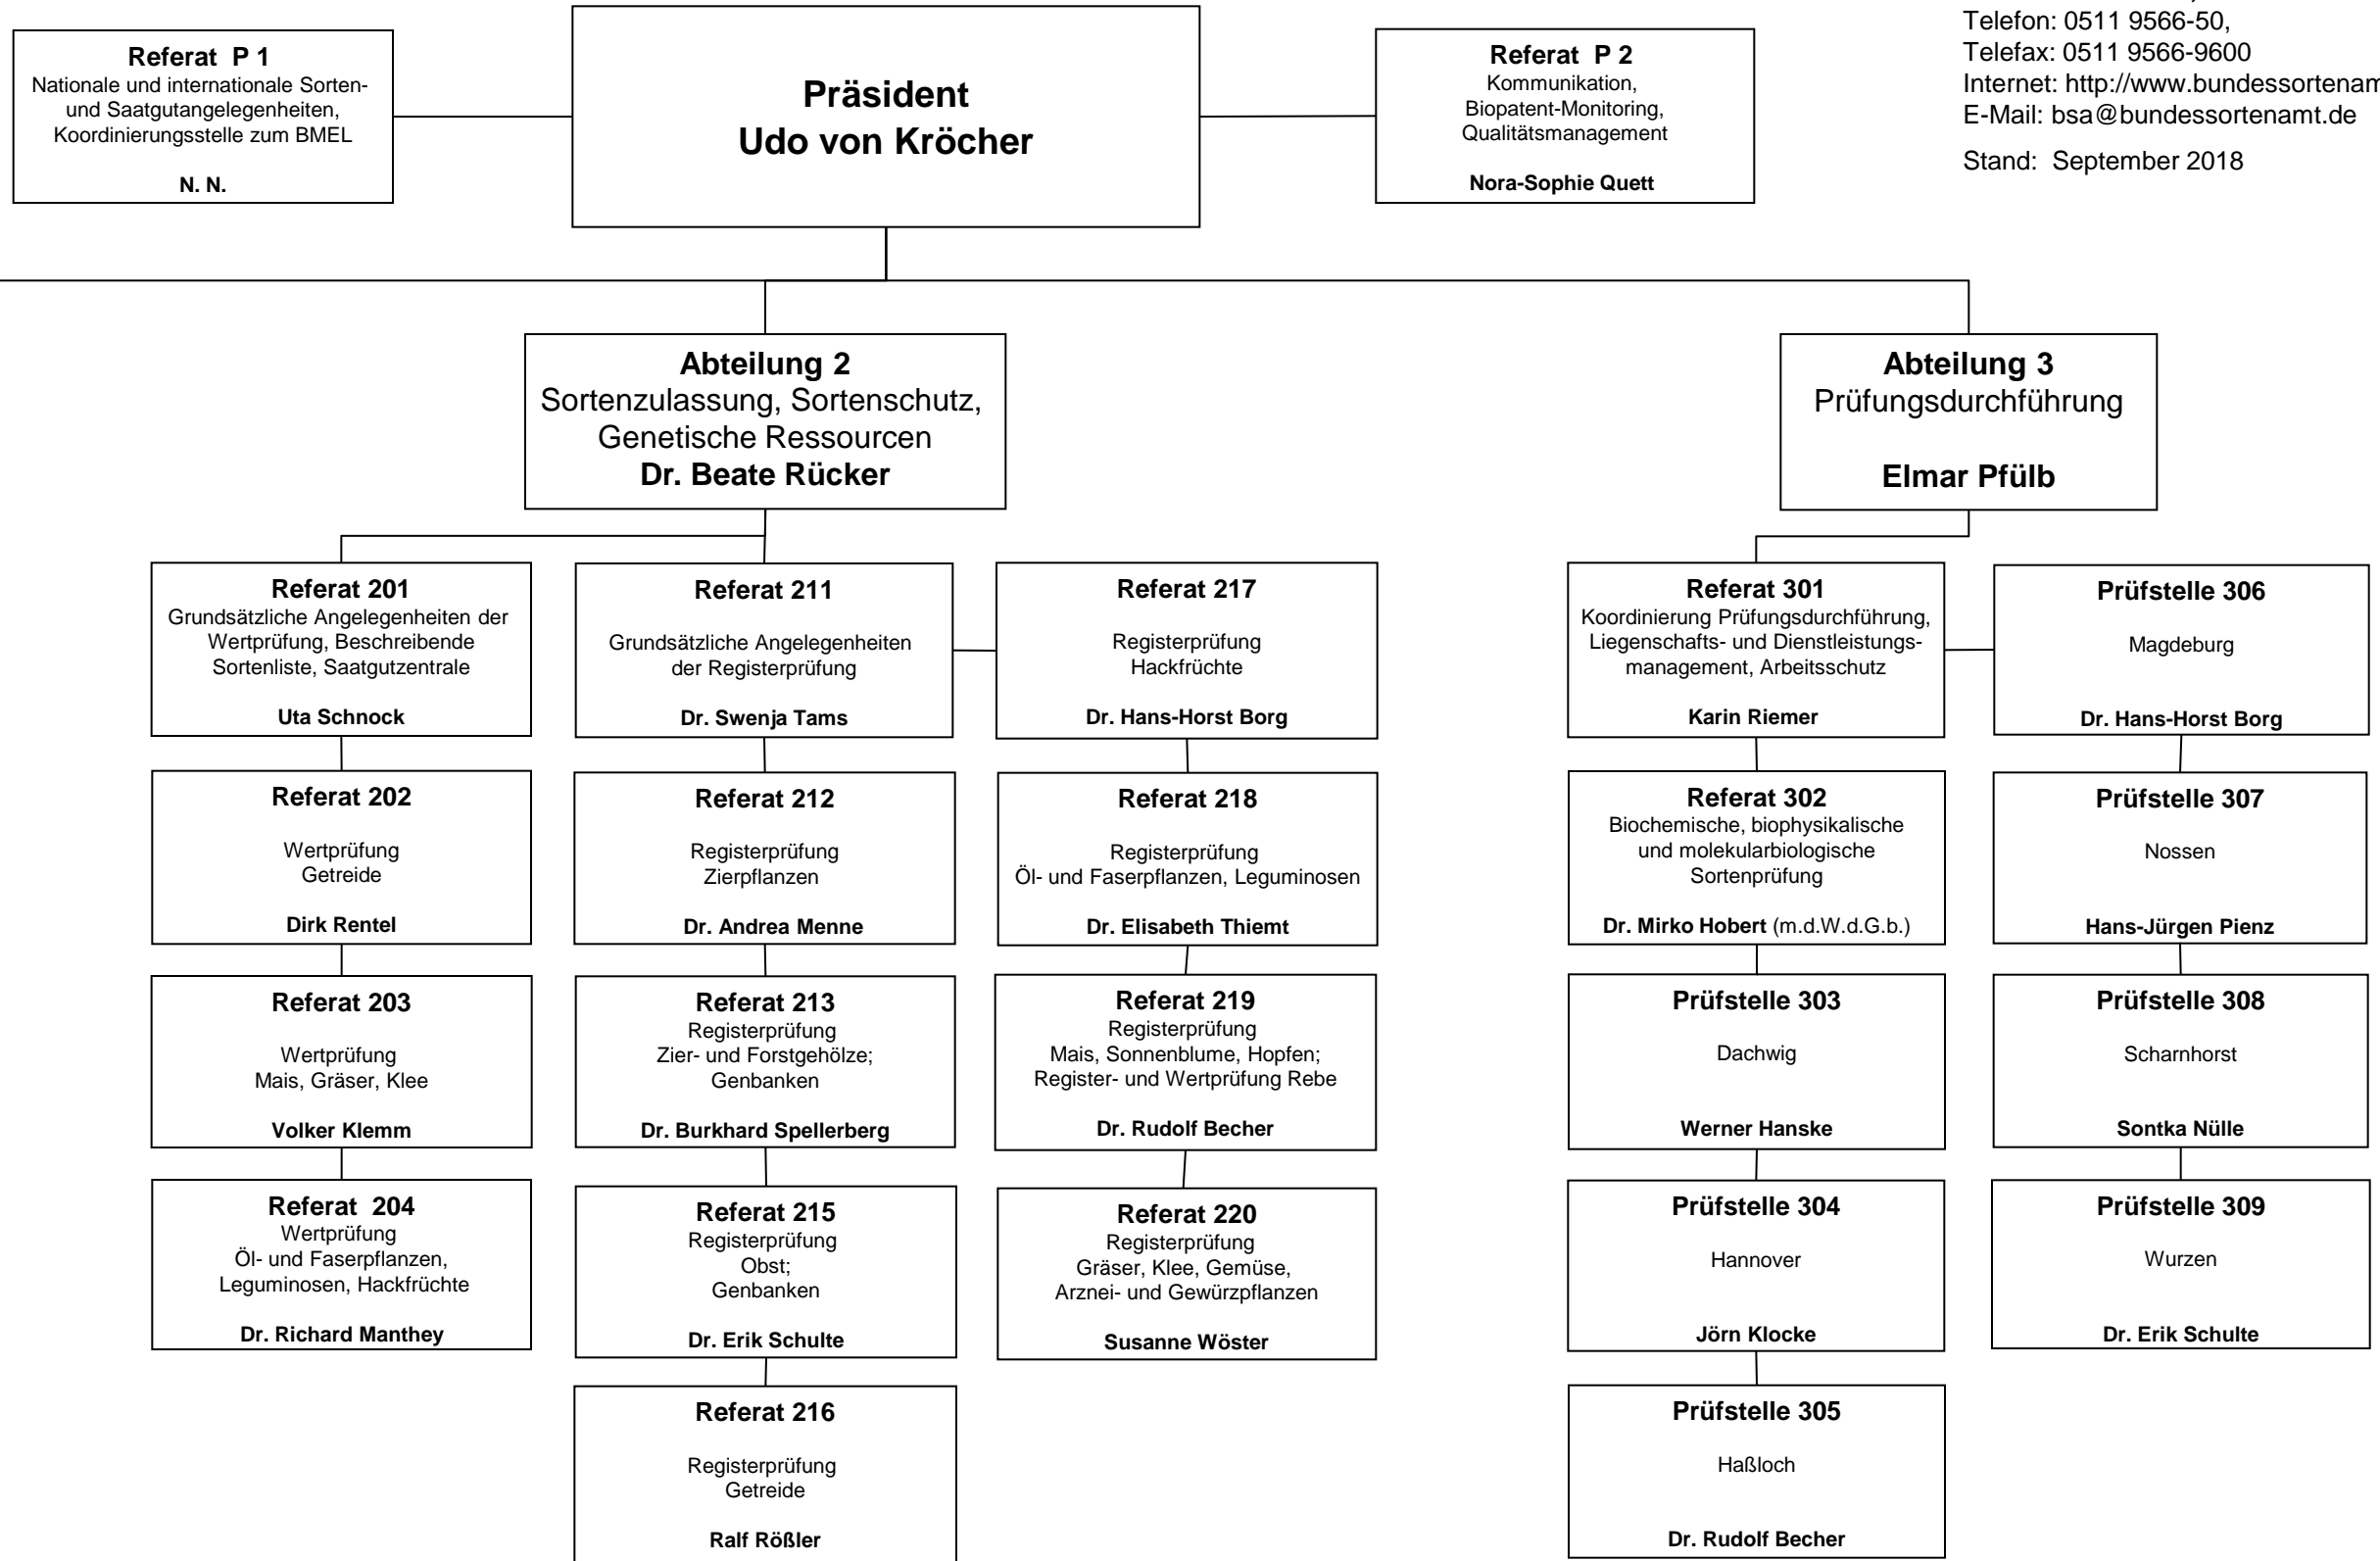 Referat P 1
Nationale und internationale Sorten-
und Saatgutangelegenheiten,
Koordinierungsstelle zum BMEL
N. N.
Präsident
Udo von Kröcher
Referat P 2
Kommunikation,
Biopatent-Monitoring,
Qualitätsmanagement
Nora-Sophie Quett
Telefon: 0511 9566-50,
Telefax: 0511 9566-9600
Internet: http://www.bundessortenam
E-Mail: bsa@bundessortenamt.de
Stand: September 2018
Abteilung 2
Sortenzulassung, Sortenschutz,
Genetische Ressourcen
Dr. Beate Rücker
Abteilung 3
Prüfungsdurchführung
Elmar Pfülb
Referat 201
Grundsätzliche Angelegenheiten der
Wertprüfung, Beschreibende
Sortenliste, Saatgutzentrale
Uta Schnock
Referat 202
Wertprüfung
Getreide
Dirk Rentel
Referat 203
Wertprüfung
Mais, Gräser, Klee
Volker Klemm
Referat 204
Wertprüfung
Öl- und Faserpflanzen,
Leguminosen, Hackfrüchte
Dr. Richard Manthey
Referat 211
Grundsätzliche Angelegenheiten
der Registerprüfung
Dr. Swenja Tams
Referat 212
Registerprüfung
Zierpflanzen
Dr. Andrea Menne
Referat 213
Registerprüfung
Zier- und Forstgehölze;
Genbanken
Dr. Burkhard Spellerberg
Referat 215
Registerprüfung
Obst;
Genbanken
Dr. Erik Schulte
Referat 216
Registerprüfung
Getreide
Ralf Rößler
Referat 217
Registerprüfung
Hackfrüchte
Dr. Hans-Horst Borg
Referat 218
Registerprüfung
Öl- und Faserpflanzen, Leguminosen
Dr. Elisabeth Thiemt
Referat 219
Registerprüfung
Mais, Sonnenblume, Hopfen;
Register- und Wertprüfung Rebe
Dr. Rudolf Becher
Referat 220
Registerprüfung
Gräser, Klee, Gemüse,
Arznei- und Gewürzpflanzen
Susanne Wöster
Referat 301
Koordinierung Prüfungsdurchführung,
Liegenschafts- und Dienstleistungs-
management, Arbeitsschutz
Karin Riemer
Referat 302
Biochemische, biophysikalische
und molekularbiologische
Sortenprüfung
Dr. Mirko Hobert (m.d.W.d.G.b.)
Prüfstelle 303
Dachwig
Werner Hanske
Prüfstelle 304
Hannover
Jörn Klocke
Prüfstelle 305
Haßloch
Dr. Rudolf Becher
Prüfstelle 306
Magdeburg
Dr. Hans-Horst Borg
Prüfstelle 307
Nossen
Hans-Jürgen Pienz
Prüfstelle 308
Scharnhorst
Sontka Nülle
Prüfstelle 309
Wurzen
Dr. Erik Schulte